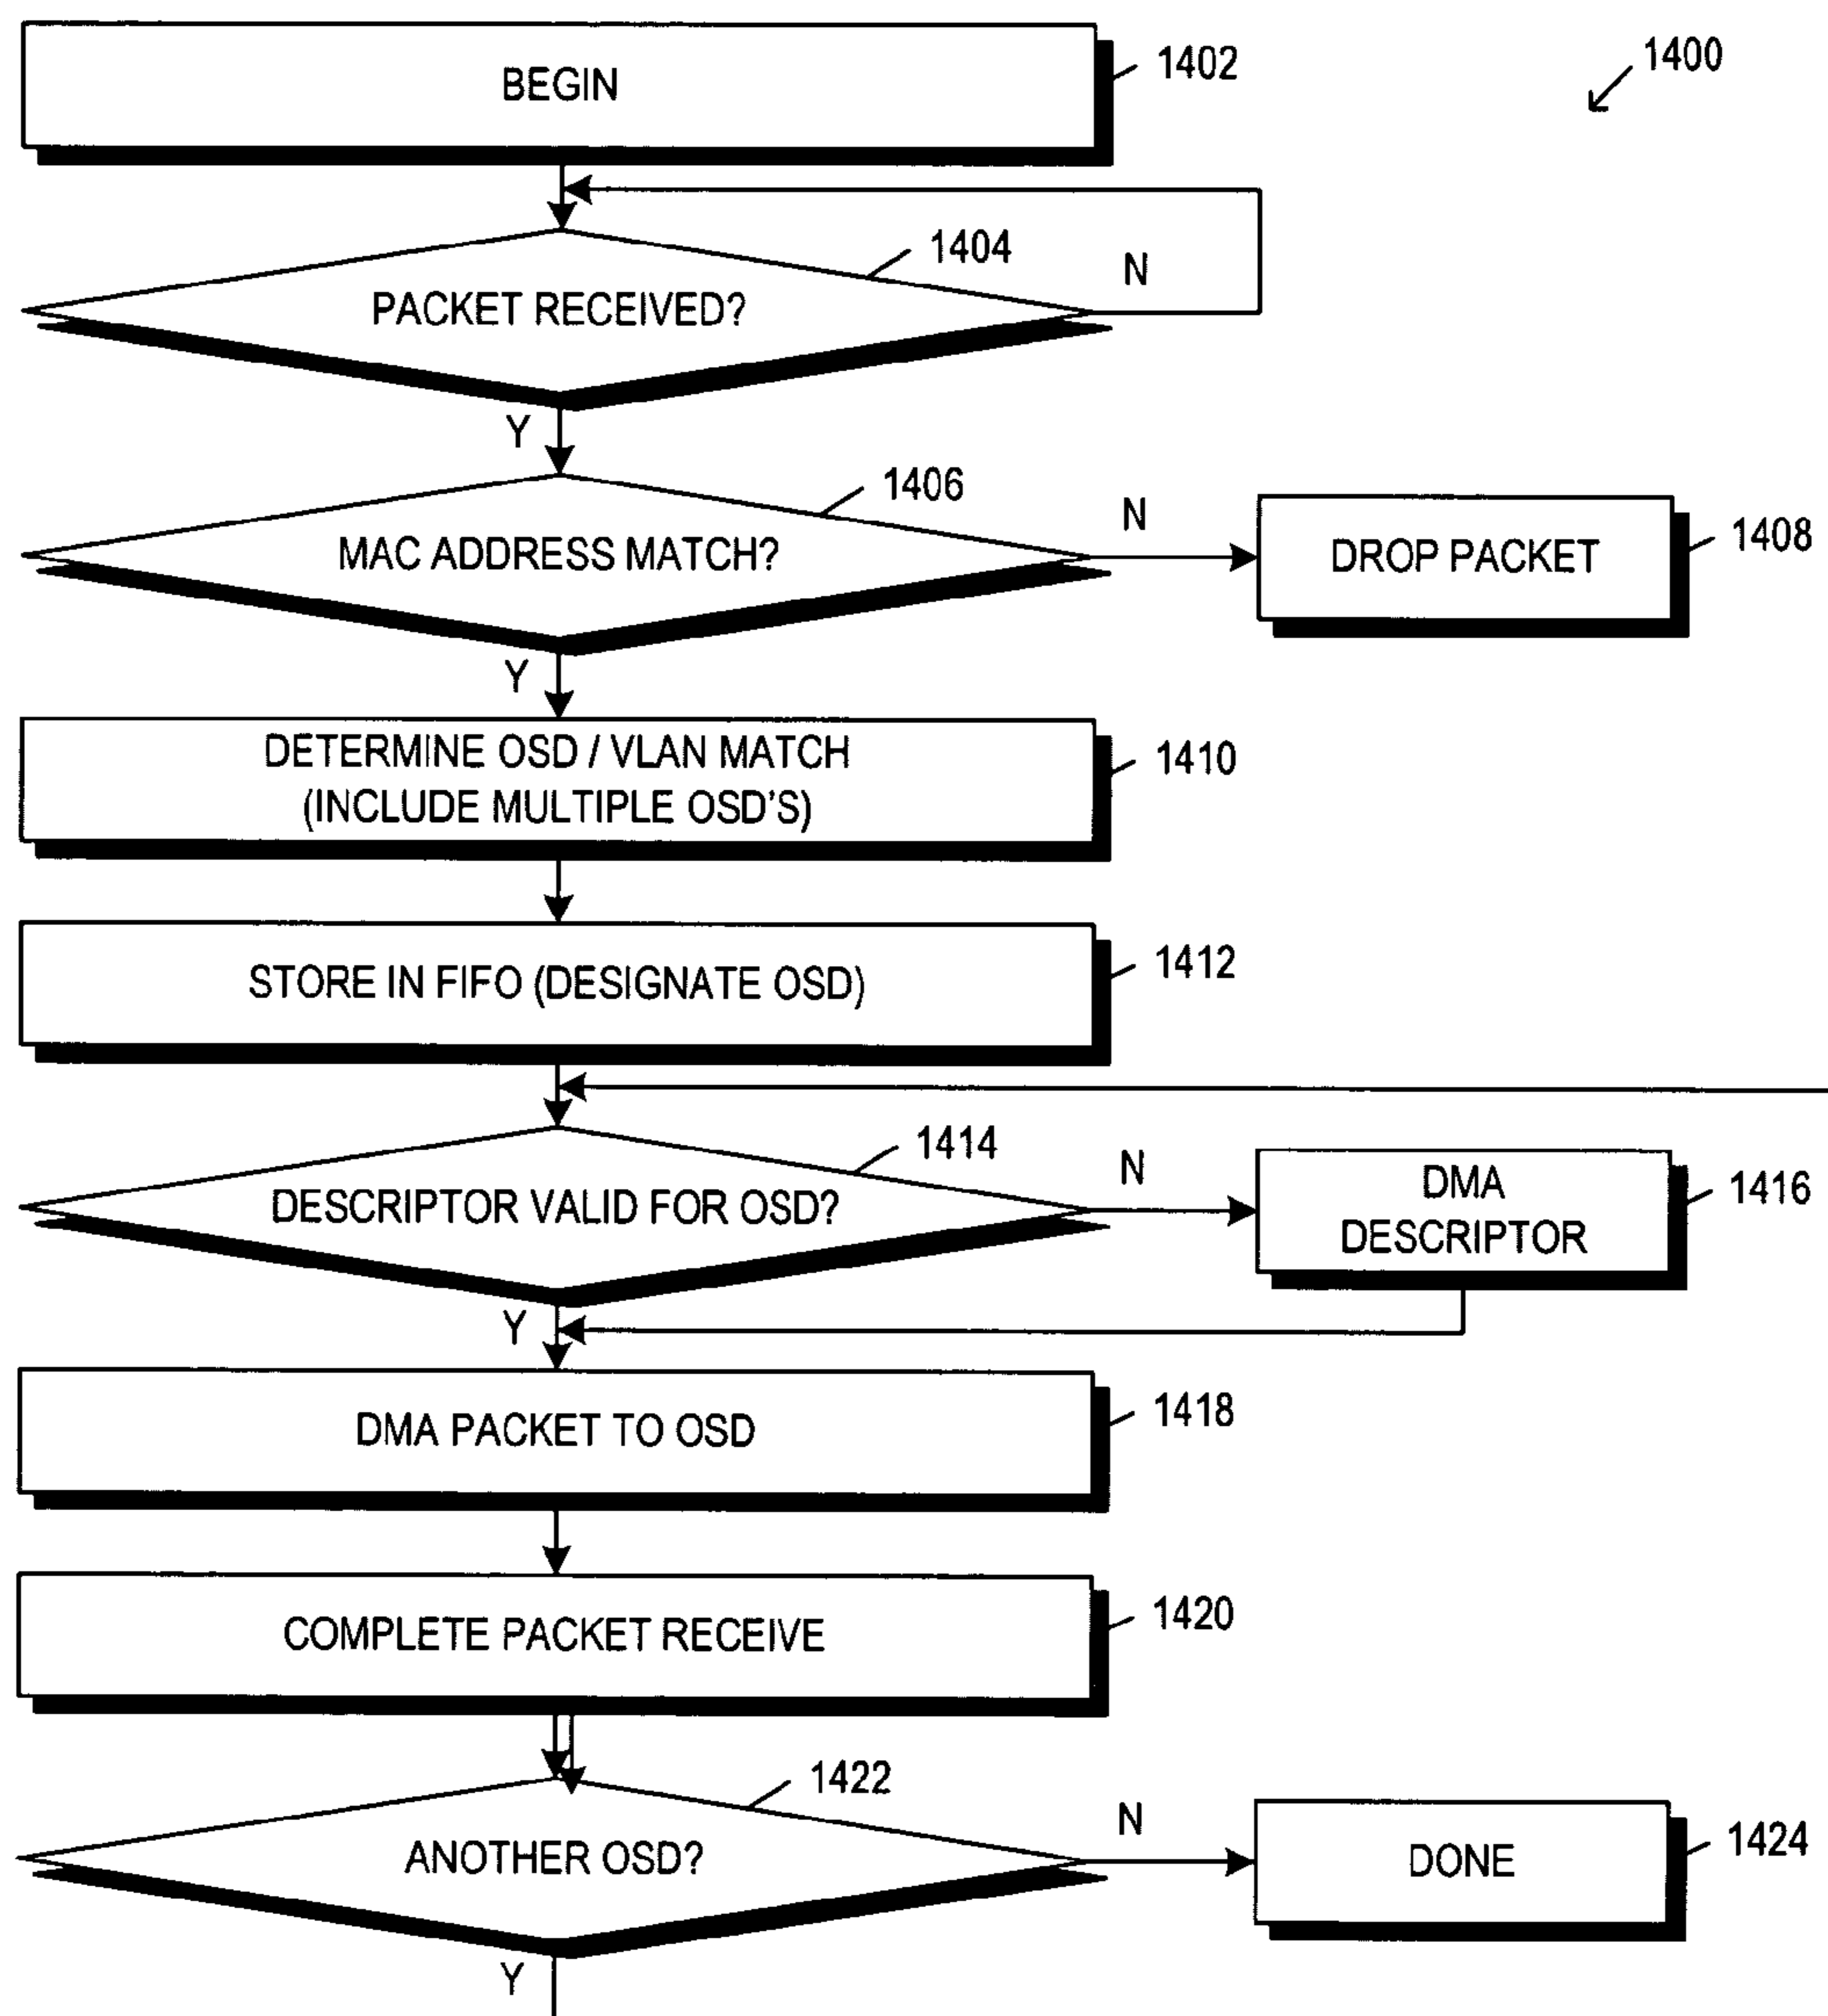 BEGIN
1402
1400
1404
N
PACKET RECEIVED?
Y
1406
N
MAC ADDRESS MATCH?
DROP PACKET
1408
Y
DETERMINE OSD / VLAN MATCH
(INCLUDE MULTIPLE OSD'S)
1410
STORE IN FIFO (DESIGNATE OSD)
1412
1414
N
DESCRIPTOR VALID FOR OSD?
DMA
DESCRIPTOR
1416
Y
DMA PACKET TO OSD
1418
COMPLETE PACKET RECEIVE
1420
1422
N
ANOTHER OSD?
DONE
1424
Y